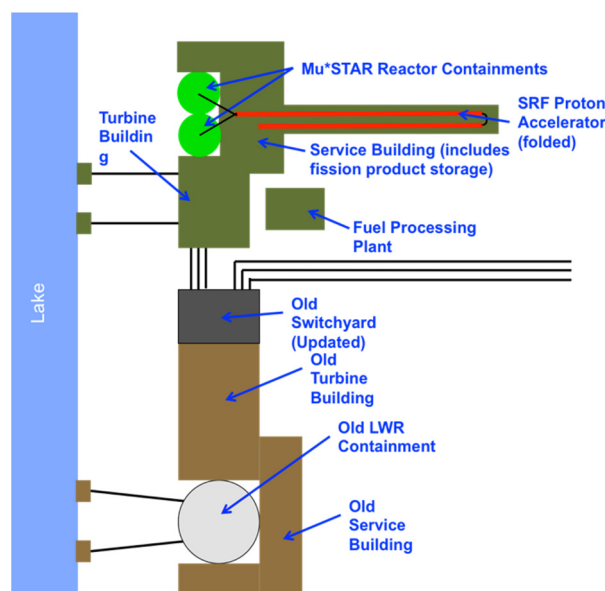 Mu*STAR Reactor Containments
SRF Proton
Accelerator
(folded)
Turbine
Buildin
g
Service Building (includes
fission product storage)
Fuel Processing
Plant
Lake
Old
Switchyard
(Updated)
Old
Turbine
Building
Old LWR
Containment
Old
Service
Building